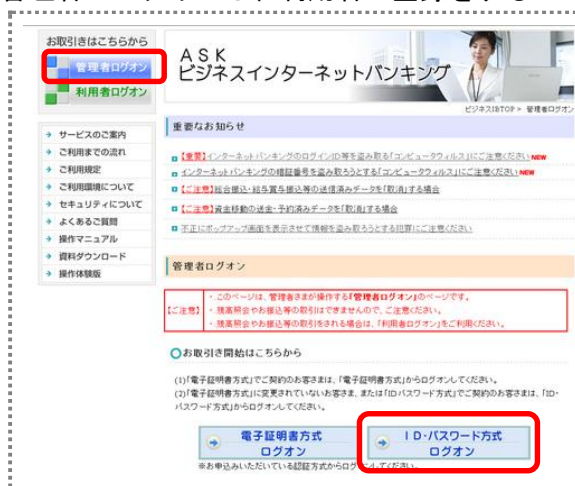 お取引きはこちらから
管理者ログオン
利用者ログオン
ASK
ビジネスインターネットバンキング
ビジネスIBTOP > 管理者ログオン
サービスのご案内
ご利用までの流れ
ご利用規定
ご利用環境について
セキュリティについて
よくあるご質問
操作マニュアル
資料ダウンロード
操作体験版
重要なお知らせ
【重要】インターネットバンキングのログインID等を盗み取る「コンピュータウィルス」にご注意ください NEW
インターネットバンキングの暗証番号を盗み取ろうとする「コンピュータウィルス」にご注意ください NEW
【ご注意】総合振込・給与賞与振込等の送信済みデータを「取消」する場合
【ご注意】資金移動の送金・予約済みデータを「取消」する場合
不正にポップアップ画面を表示させて情報を盗み取ろうとする犯罪にご注意ください
管理者ログオン
【ご注意】
・このページは、管理者さまが操作する「管理者ログオン」のページです。
・残高照会やお振込等の取引はできませんので、ご注意ください。
・残高照会やお振込等の取引をされる場合は、「利用者ログオン」をご利用ください。
お取引き開始はこちらから
(1)「電子証明書方式」でご契約のお客さまは、「電子証明書方式」からログオンしてください。
(2)「電子証明書方式」に変更されていないお客さま、または「IDパスワード方式」でご契約のお客さまは、「ID・
パスワード方式」からログオンしてください。
電子証明書方式
ログオン
ID・パスワード方式
ログオン
※お申込みいただいている認証方式からログオンしてください。